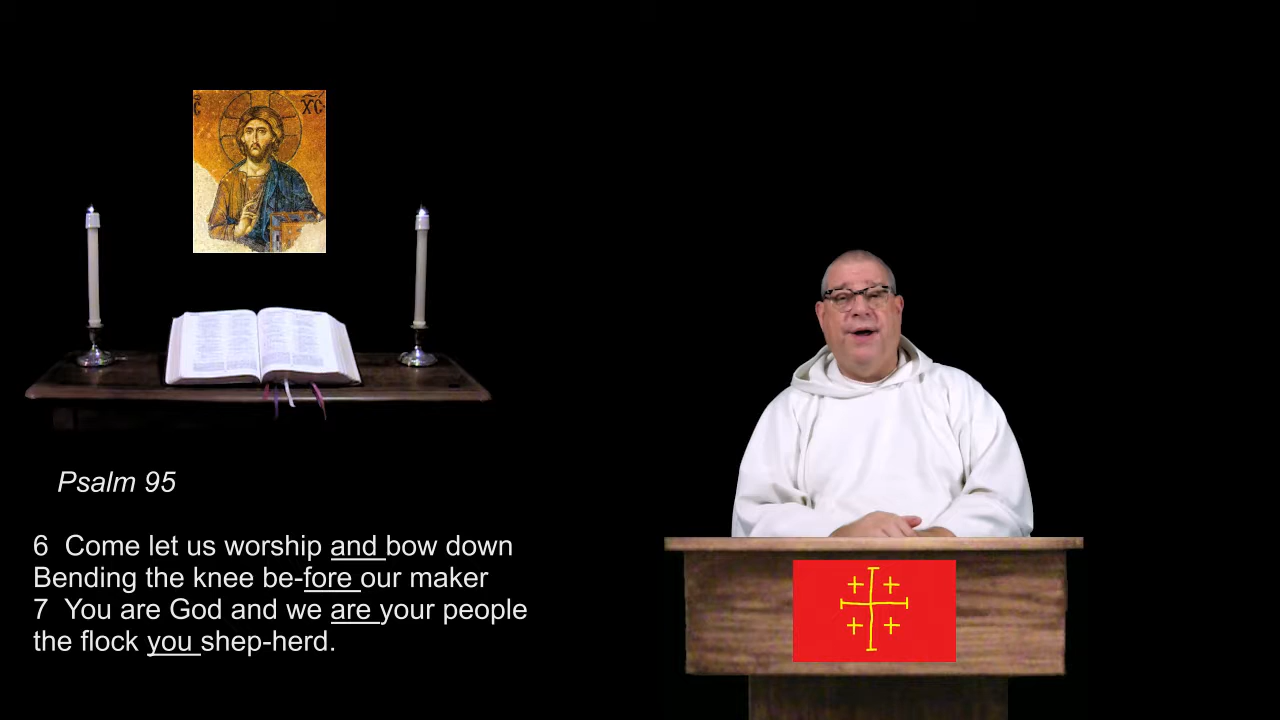 ΧC
Psalm 95
6 Come let us worship and bow down
Bending the knee be-fore our maker
7 You are God and we are your people
the flock you shep-herd.